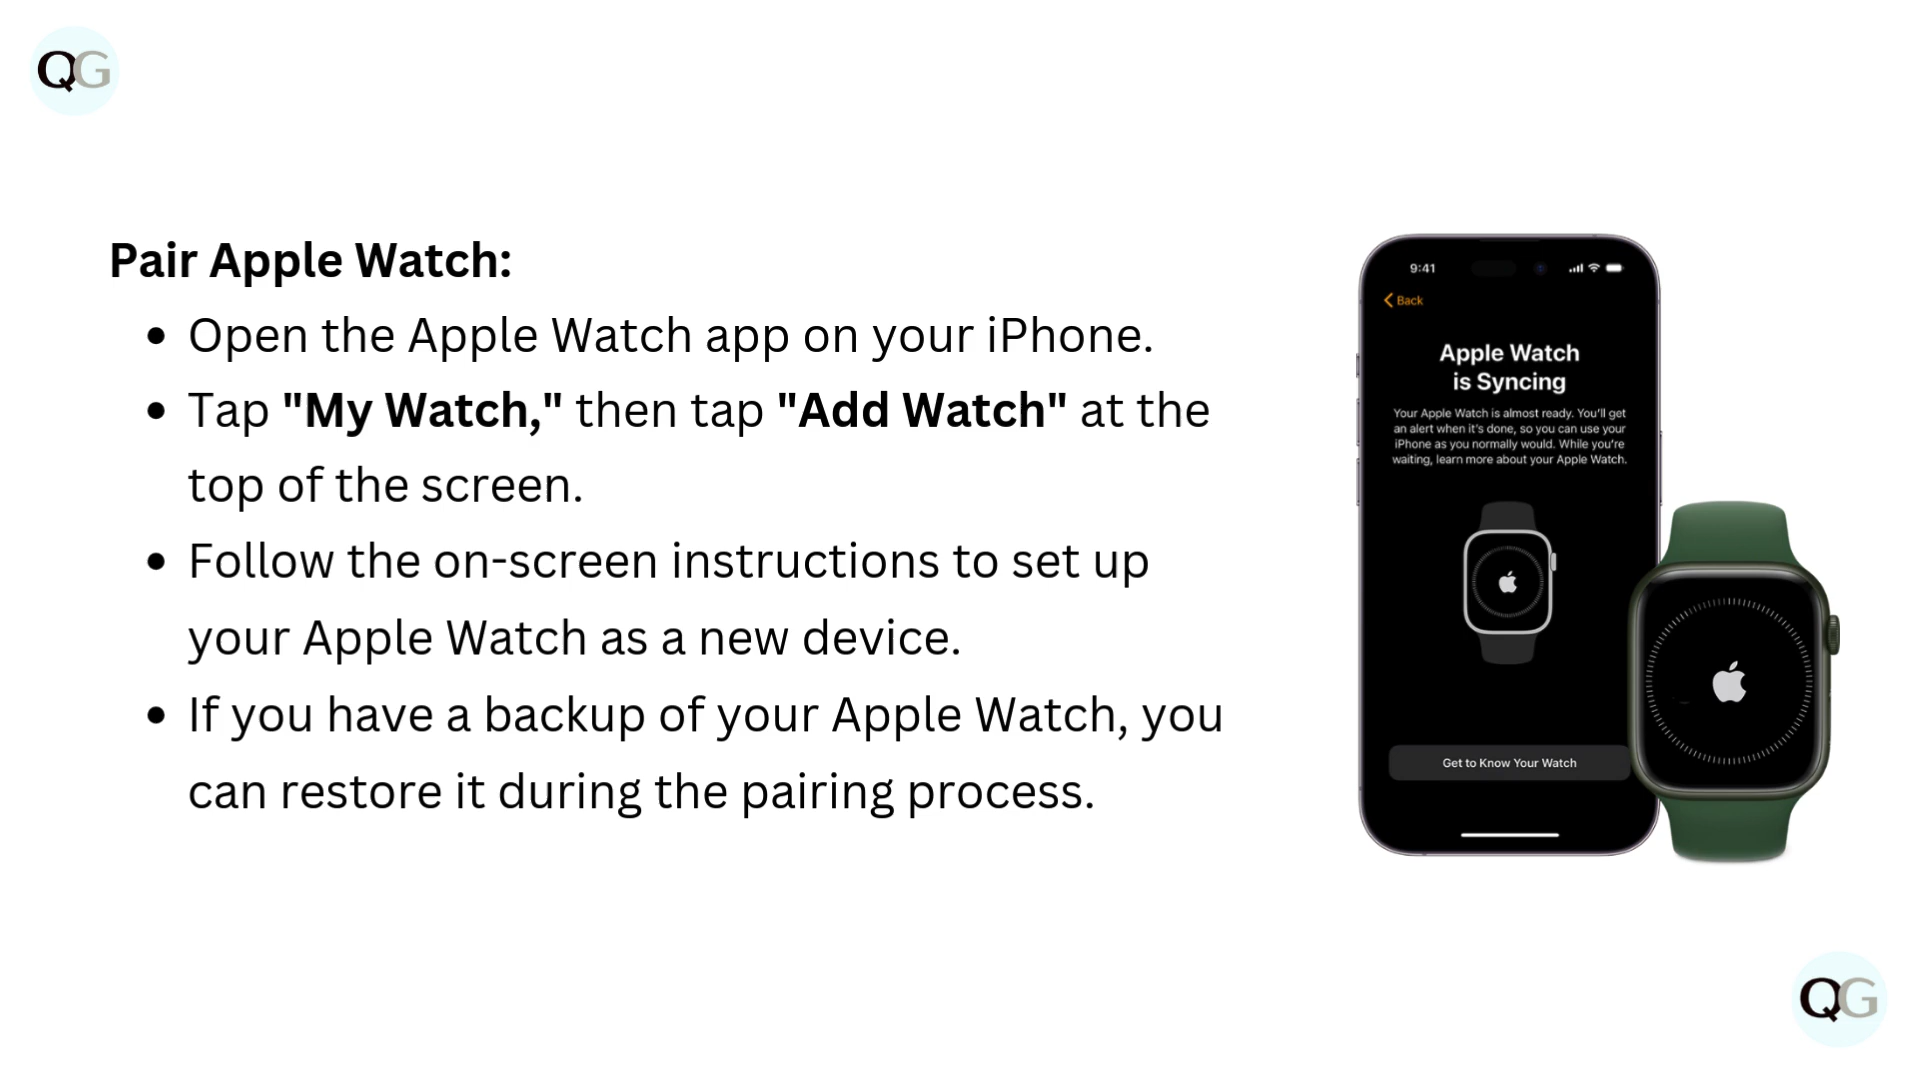 QG
Pair Apple Watch:
• Open the Apple Watch app on your iPhone.
• Tap "My Watch," then tap "Add Watch" at the
top of the screen.
• Follow the on-screen instructions to set up
your Apple Watch as a new device.
• If you have a backup of your Apple Watch, you
can restore it during the pairing process.
9:41
Back
Apple Watch
is Syncing
Your Apple Watch is almost ready. You’ll get
an alert when it’s done, so you can use your
iPhone as you normally would. While you’re
waiting, learn more about your Apple Watch.
Get to Know Your Watch
QG